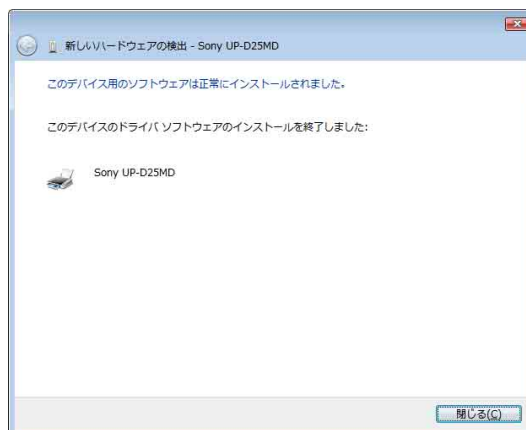 新しいハードウェアの検出 - Sony UP-D25MD
このデバイス用のソフトウェアは正常にインストールされました。
このデバイスのドライバ ソフトウェアのインストールを終了しました:
Sony UP-D25MD
閉じる(C)